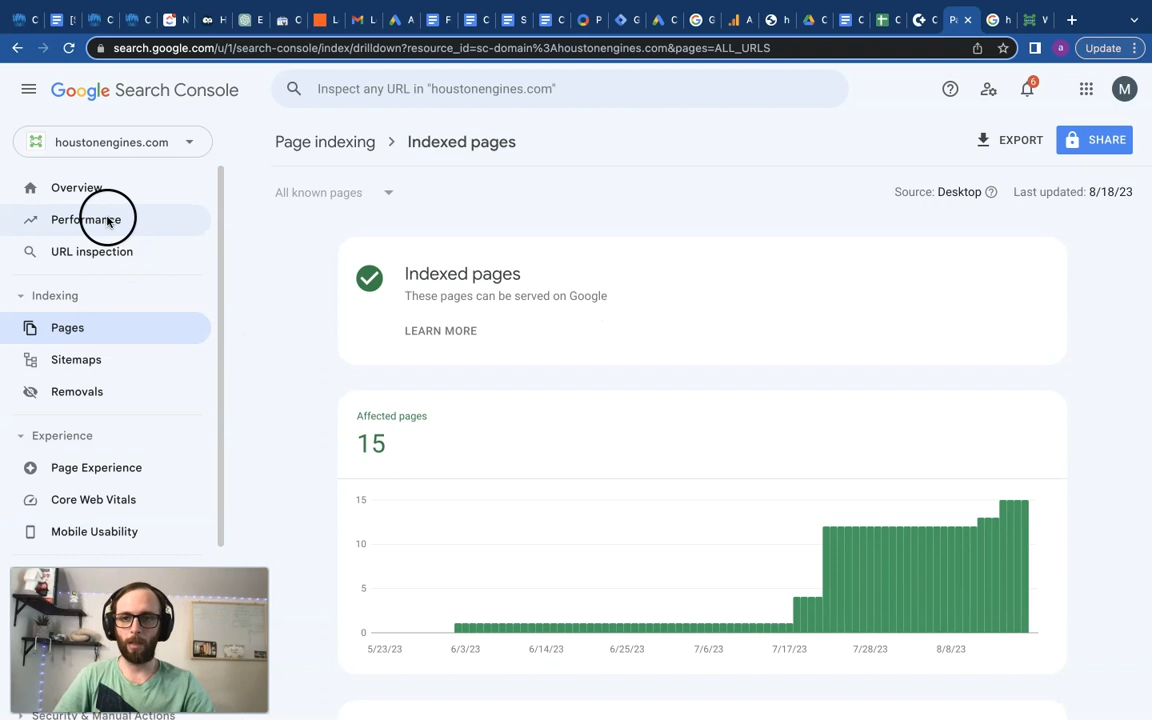 C
[S
C
C
H
E
C
L
L
A
F
C
S
C
P
G
C
G
A
h
C
C
C
C
Pa
h
W
search.google.com/u/1/search-console/index/drilldown?resource_id=sc-domain%3Ahoustonengines.com&pages=ALL_URLS
a
Update
Google Search Console
Inspect any URL in "houstonengines.com"
6
M
houstonengines.com
Page indexing > Indexed pages
EXPORT
SHARE
Overview
Performance
URL inspection
Indexing
Pages
Sitemaps
Removals
Experience
Page Experience
Core Web Vitals
Mobile Usability
Security & Manual Actions
All known pages
Source: Desktop
Last updated: 8/18/23
Indexed pages
These pages can be served on Google
LEARN MORE
Affected pages
15
15
10
5
0
5/23/23 6/3/23 6/14/23 6/25/23 7/6/23 7/17/23 7/28/23 8/8/23